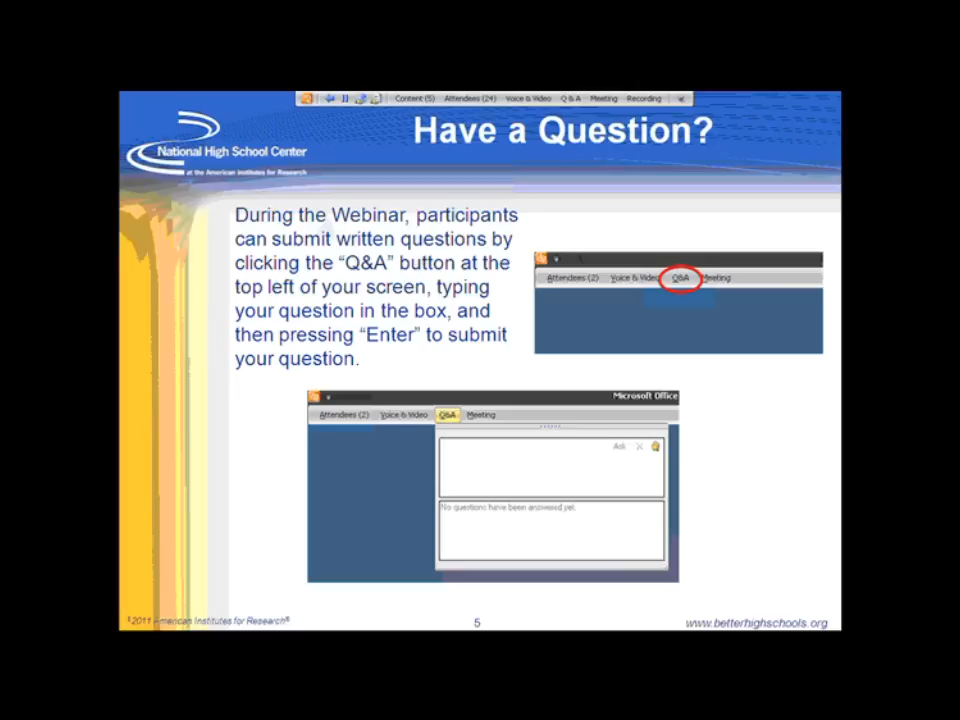 Content (5) Attendees (24) Voice & Video Q & A Meeting Recording
Have a Question?
National High School Center
at the American Institutes for Research
During the Webinar, participants
can submit written questions by
clicking the “Q&A” button at the
top left of your screen, typing
your question in the box, and
then pressing “Enter” to submit
your question.
Attendees (2) Voice & Video Q&A Meeting
Microsoft Office
Attendees (2) Voice & Video Q&A Meeting
Ask
No questions have been answered yet.
2011 American Institutes for Research®
5
www.betterhighschools.org